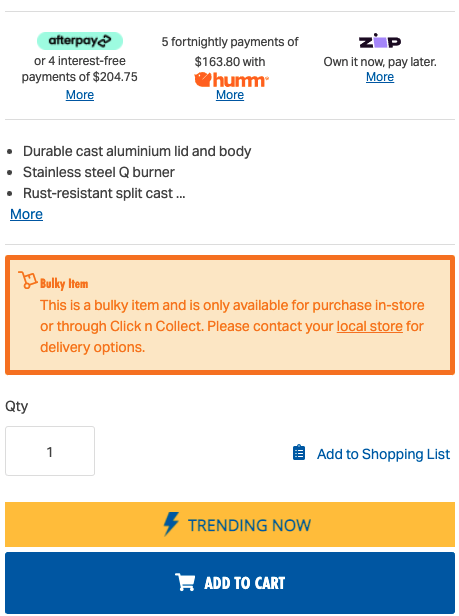 afterpay
or 4 interest-free
payments of $204.75
More
5 fortnightly payments of
$163.80 with
humm
More
ZIP
Own it now, pay later.
More
Durable cast aluminium lid and body
Stainless steel Q burner
Rust-resistant split cast ...
More
Bulky Item
This is a bulky item and is only available for purchase in-store
or through Click n Collect. Please contact your local store for
delivery options.
Qty
1
Add to Shopping List
TRENDING NOW
ADD TO CART